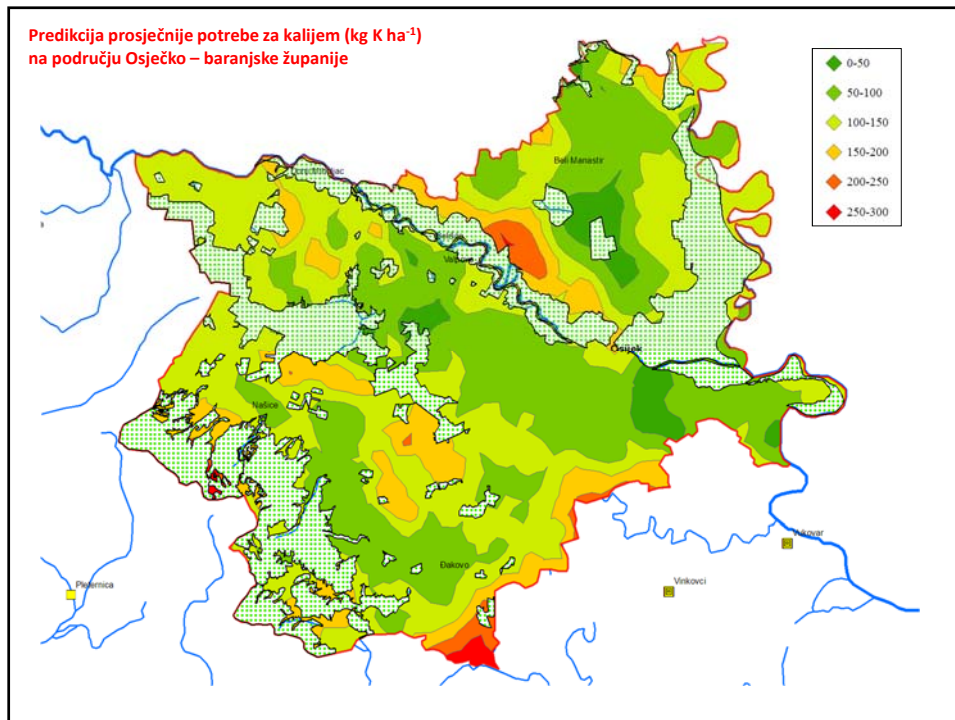 Predikcija prosječnije potrebe za kalijem (kg K ha⁻¹)
na području Osječko – baranjske županije
0-50
50-100
100-150
150-200
200-250
250-300
Beli Manastir
Osijek
Našice
Đakovo
Vukovar
Vinkovci
Pleternica